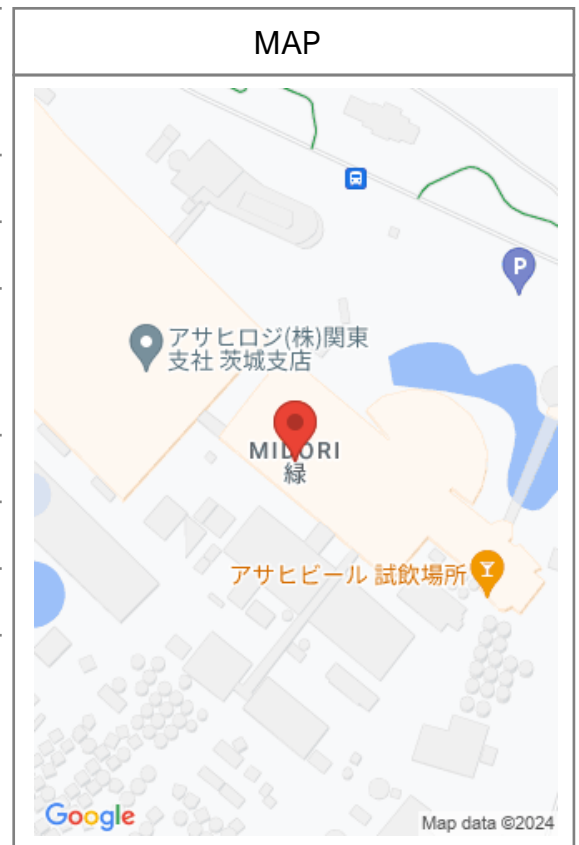 MAP
P
アサヒロジ(株)関東
支社 茨城支店
MIDORI
緑
アサヒビール 試飲場所
Google
Map data ©2024